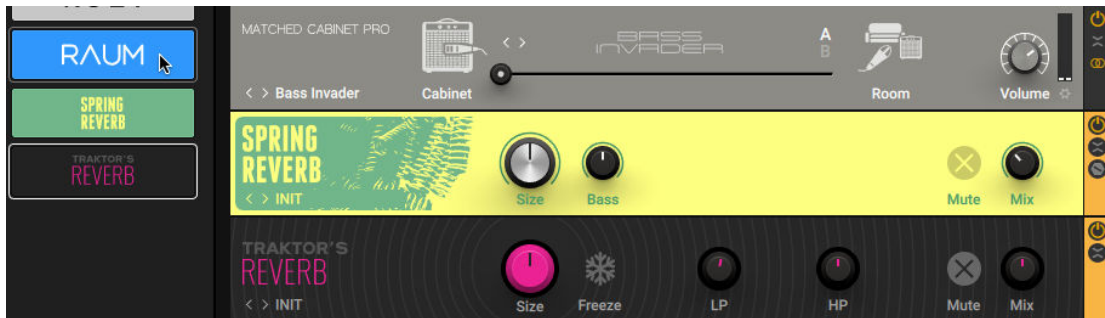 RAUM
SPRING
REVERB
TRAKTOR'S
REVERB
MATCHED CABINET PRO
BASS
INVADER
A
B
< > Bass Invader
Cabinet
Room
Volume
SPRING
REVERB
< > INIT
Size
Bass
Mute
Mix
TRAKTOR'S
REVERB
< > INIT
Size
Freeze
LP
HP
Mute
Mix